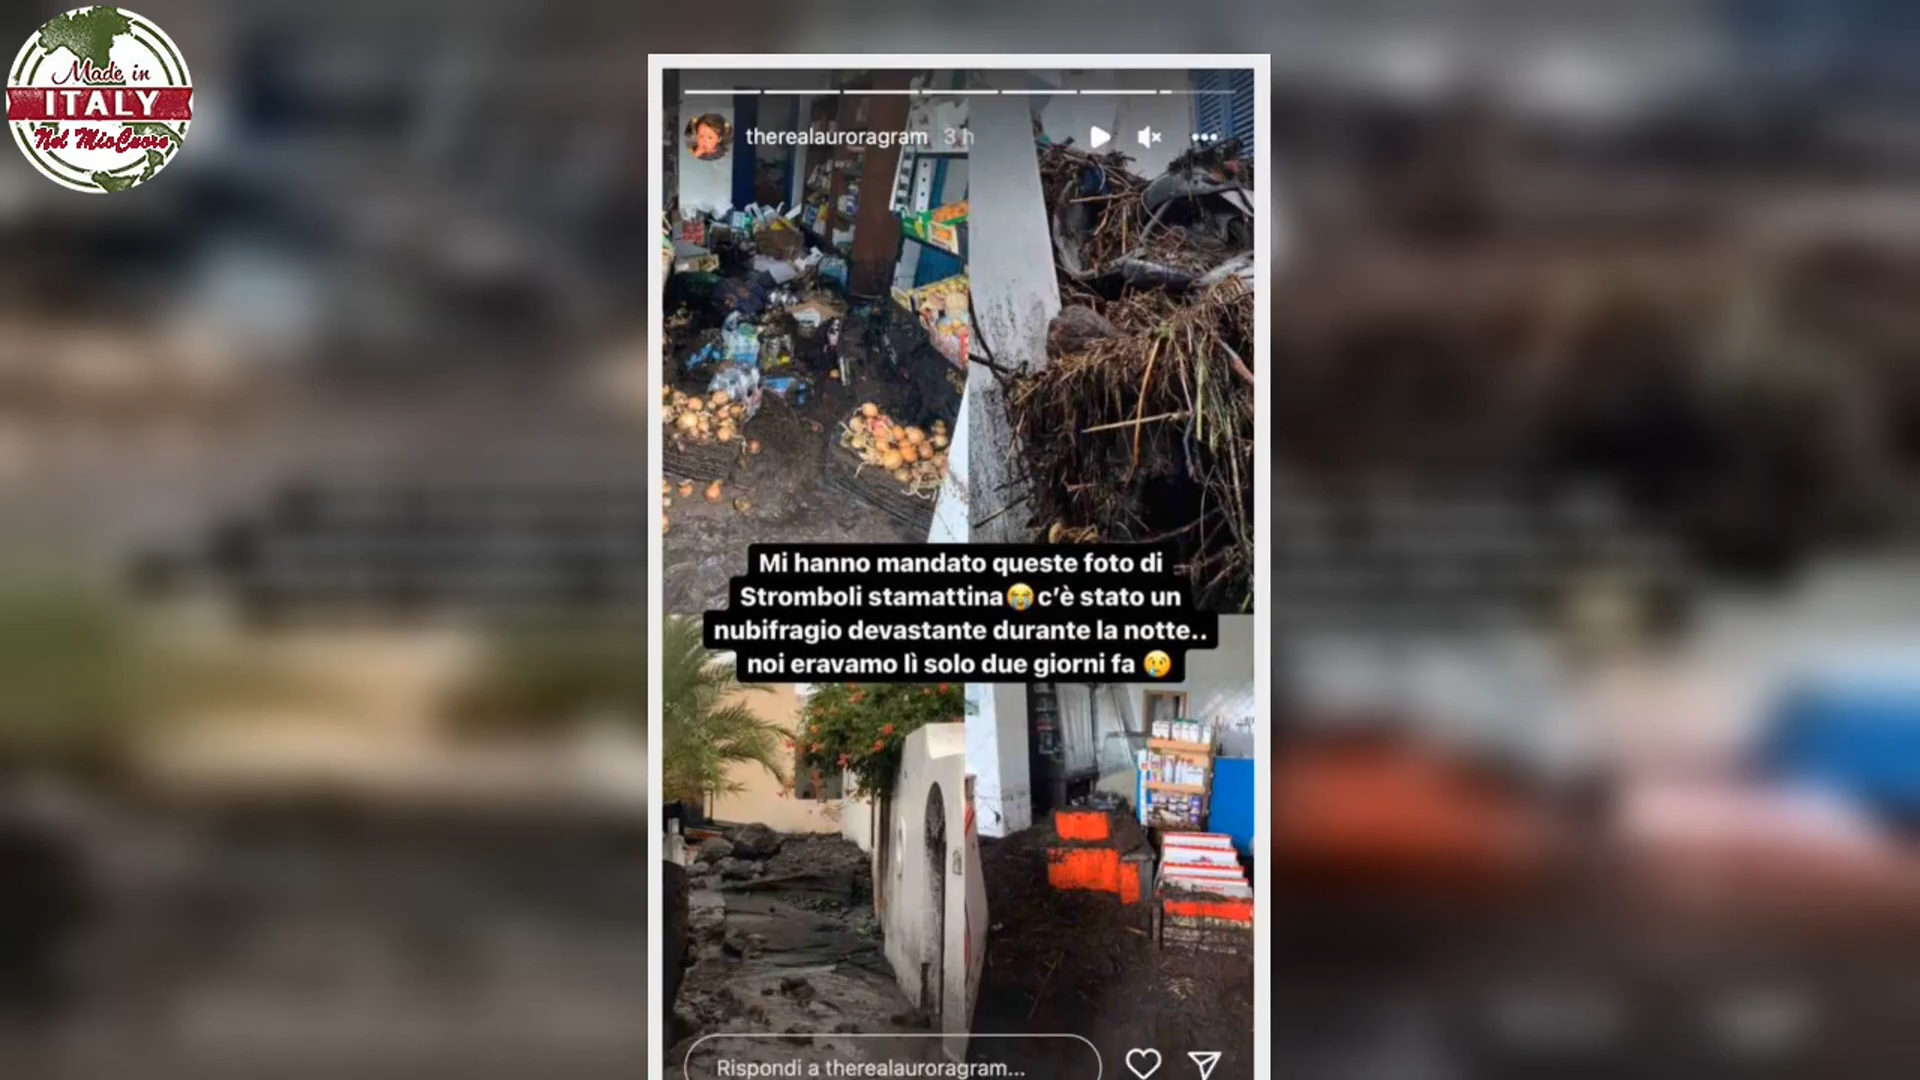 Made in
ITALY
Nel Mio Cuore
therealauroragram 3 h
Mi hanno mandato queste foto di
Stromboli stamattina😭c'è stato un
nubifragio devastante durante la notte..
noi eravamo lì solo due giorni fa 😢
Rispondi a therealauroragram...